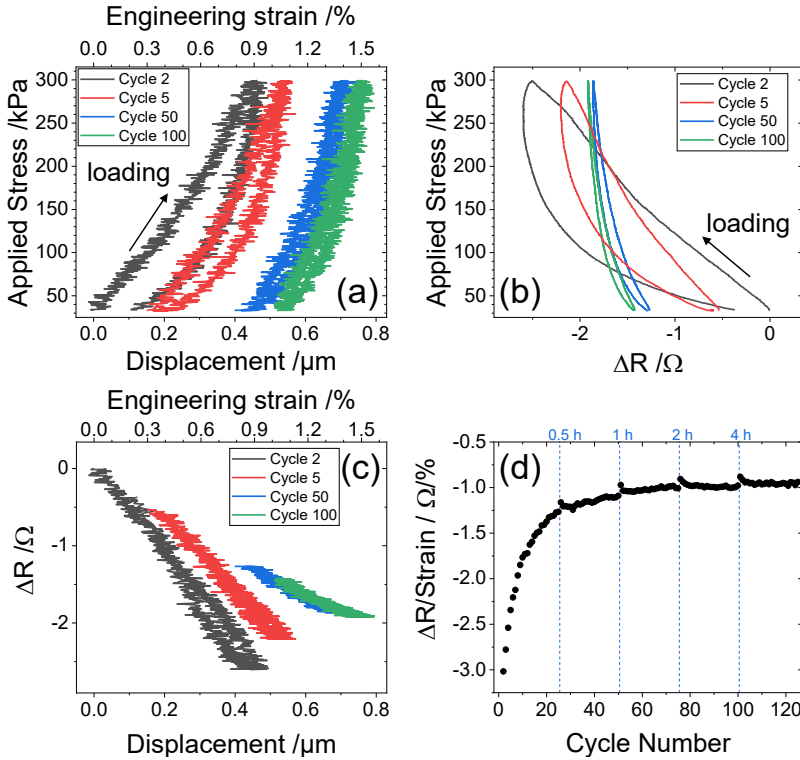 Engineering strain /%
0.0 0.3 0.6 0.9 1.2 1.5
300
250
200
150
100
50
Applied Stress /kPa
Cycle 2
Cycle 5
Cycle 50
Cycle 100
loading
(a)
0.0 0.2 0.4 0.6 0.8
Displacement /μm
300
250
200
150
100
50
Applied Stress /kPa
Cycle 2
Cycle 5
Cycle 50
Cycle 100
loading
(b)
-2 -1 0
ΔR /Ω
Engineering strain /%
0.0 0.3 0.6 0.9 1.2 1.5
0
-1
-2
ΔR /Ω
Cycle 2
Cycle 5
Cycle 50
Cycle 100
(c)
0.0 0.2 0.4 0.6 0.8
Displacement /μm
0.5 h 1 h 2 h 4 h
-0.5
-1.0
-1.5
-2.0
-2.5
-3.0
ΔR/Strain / Ω/%
(d)
0 20 40 60 80 100 120
Cycle Number